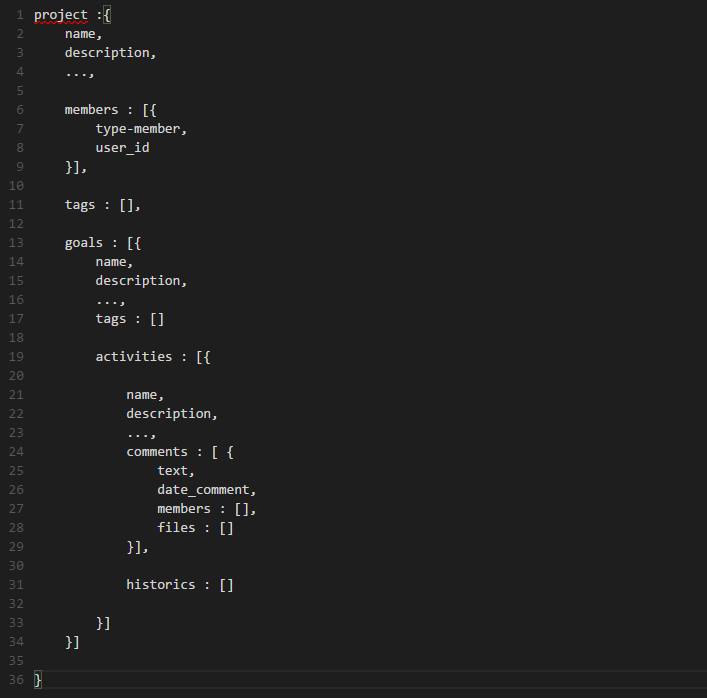 1 project :{
2     name,
3     description,
4     ...,
5
6     members : [{
7         type-member,
8         user_id
9     }],
10
11     tags : [],
12
13     goals : [{
14         name,
15         description,
16         ...,
17         tags : []
18
19         activities : [{
20
21             name,
22             description,
23             ...,
24             comments : [ {
25                 text,
26                 date_comment,
27                 members : [],
28                 files : []
29             }],
30
31             historics : []
32
33         }]
34     }]
35
36 }